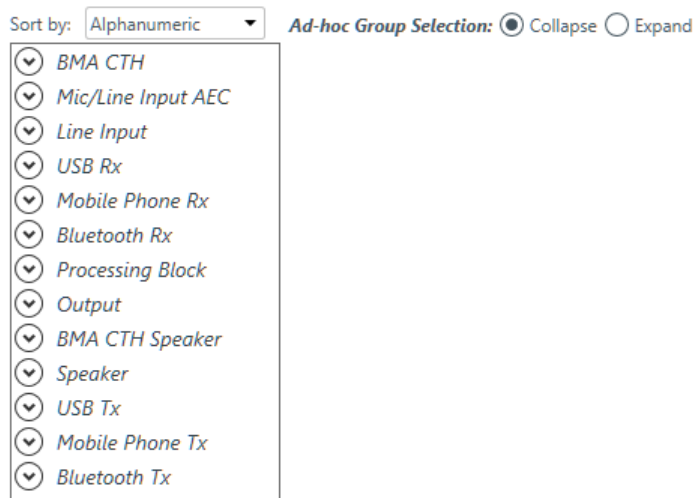 Sort by: Alphanumeric Ad-hoc Group Selection: Collapse Expand
BMA CTH
Mic/Line Input AEC
Line Input
USB Rx
Mobile Phone Rx
Bluetooth Rx
Processing Block
Output
BMA CTH Speaker
Speaker
USB Tx
Mobile Phone Tx
Bluetooth Tx